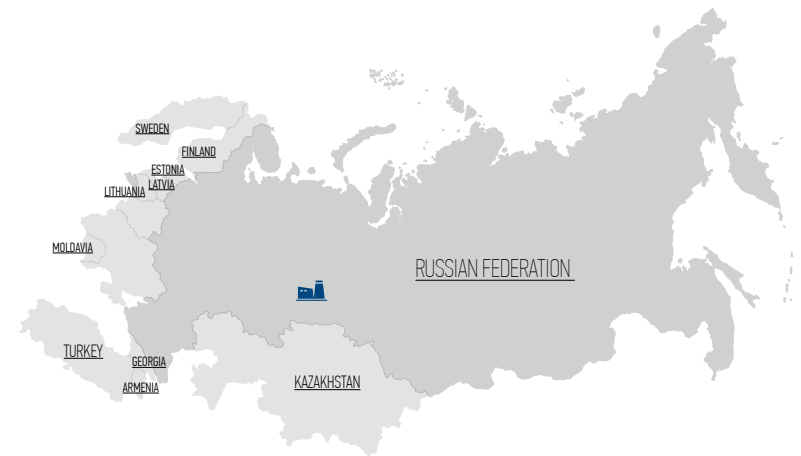 SWEDEN
FINLAND
ESTONIA
LATVIA
LITHUANIA
MOLDAVIA
RUSSIAN FEDERATION
TURKEY
GEORGIA
KAZAKHSTAN
ARMENIA